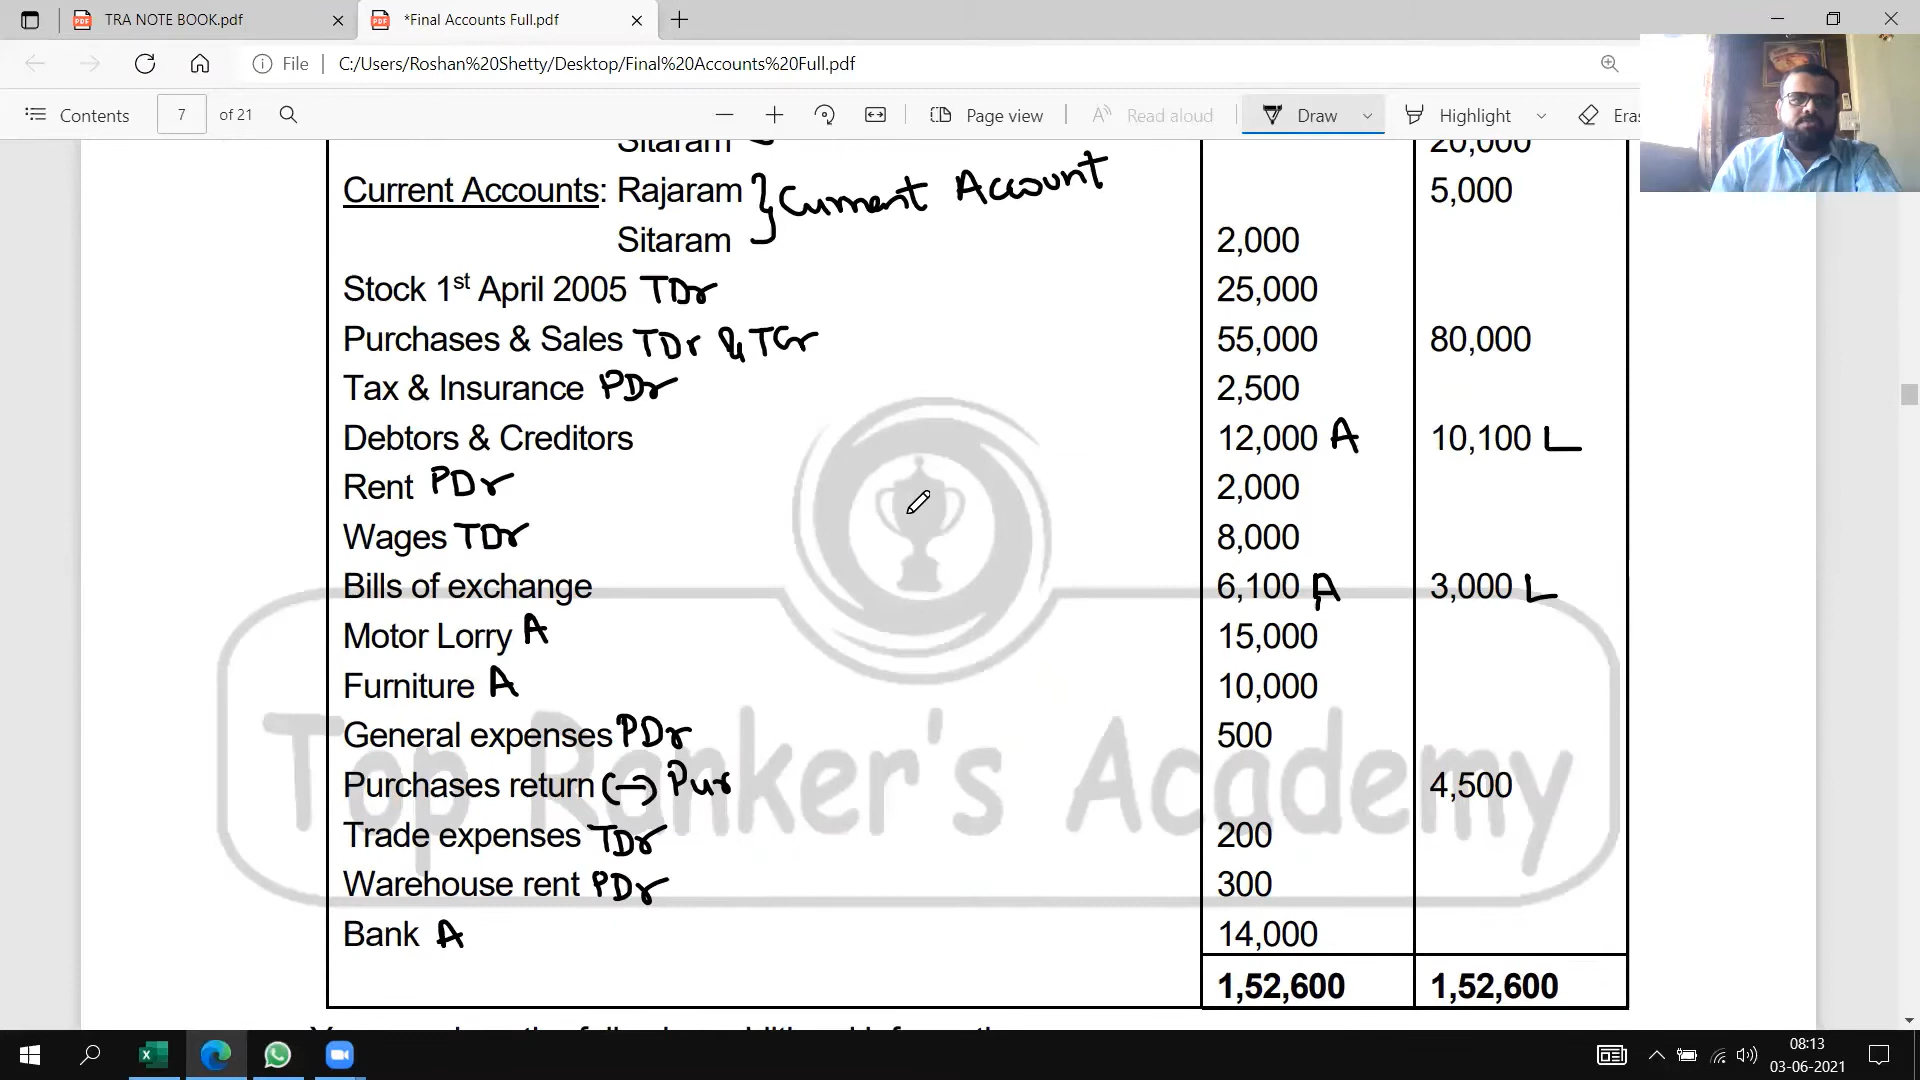 TRA NOTE BOOK.pdf
*Final Accounts Full.pdf
File C:/Users/Roshan%20Shetty/Desktop/Final%20Accounts%20Full.pdf
Contents 7 of 21 Page view Read aloud Draw Highlight Eras
Sitaram 20,000
Current Accounts: Rajaram } Current Account 5,000
Sitaram 2,000
Stock 1st April 2005 TDr 25,000
Purchases & Sales TDr & TCr 55,000 80,000
Tax & Insurance PDr 2,500
Debtors & Creditors 12,000 A 10,100 L
Rent PDr 2,000
Wages TDr 8,000
Bills of exchange 6,100 A 3,000 L
Motor Lorry A 15,000
Furniture A 10,000
General expenses PDr 500
Purchases return (-) Pur 4,500
Trade expenses TDr 200
Warehouse rent PDr 300
Bank A 14,000
1,52,600 1,52,600
Top Ranker's Academy
08:13
03-06-2021